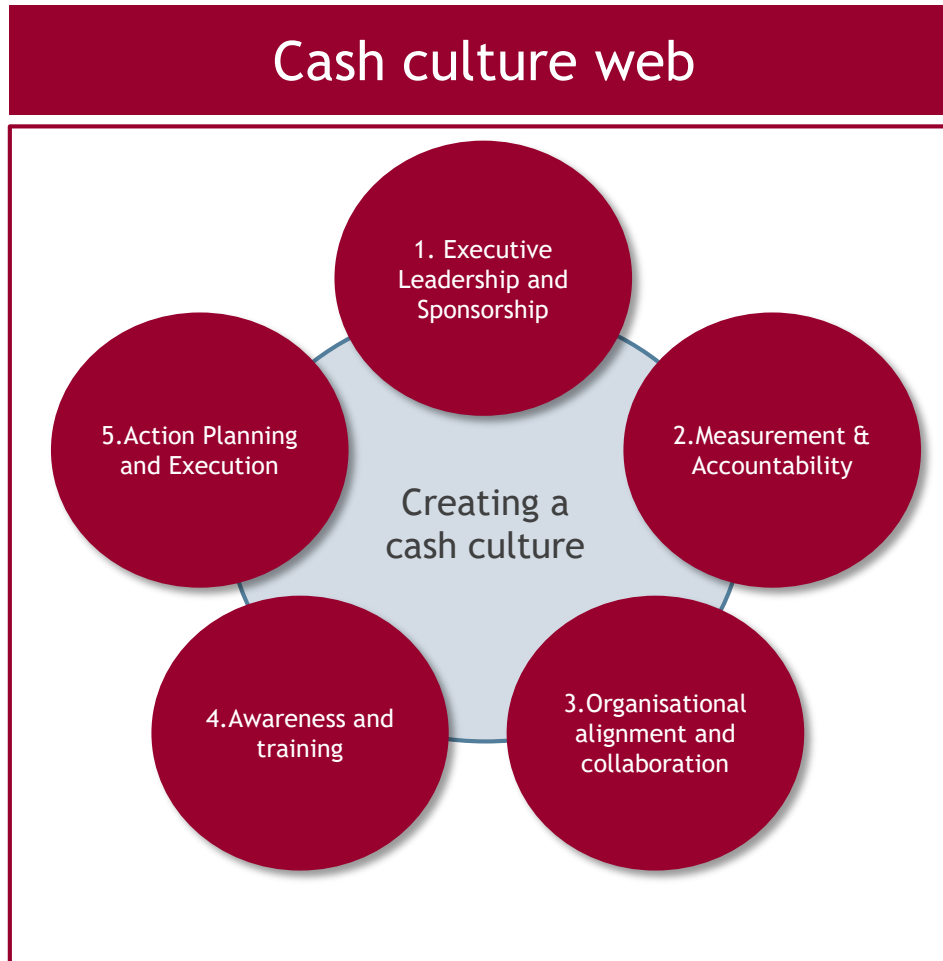 Cash culture web
1. Executive
Leadership and
Sponsorship
2.Measurement &
Accountability
3.Organisational
alignment and
collaboration
4.Awareness and
training
5.Action Planning
and Execution
Creating a
cash culture